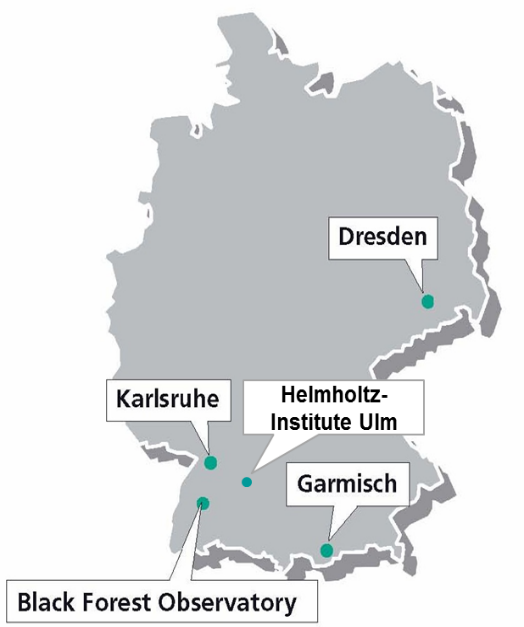 Dresden
Karlsruhe
Helmholtz-
Institute Ulm
Garmisch
Black Forest Observatory